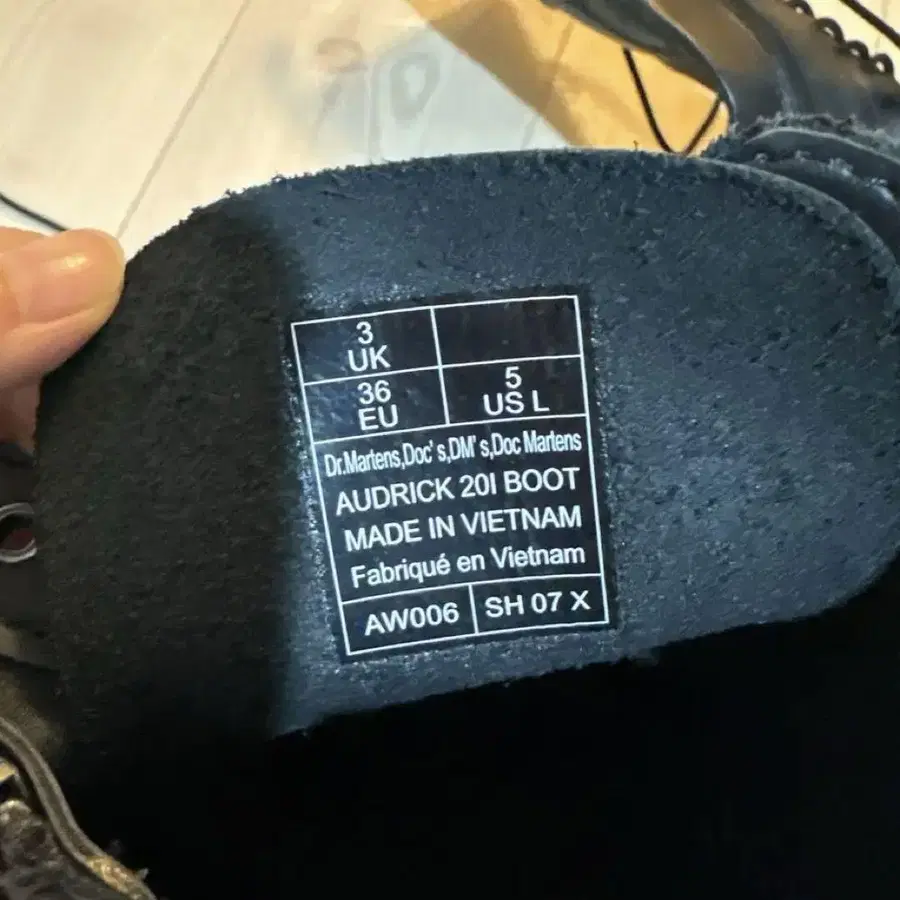 3
UK
36
EU
5
US L
Dr.Martens,Doc's,DM's,Doc Martens
AUDRICK 20I BOOT
MADE IN VIETNAM
Fabriqué en Vietnam
AW006
SH 07 X